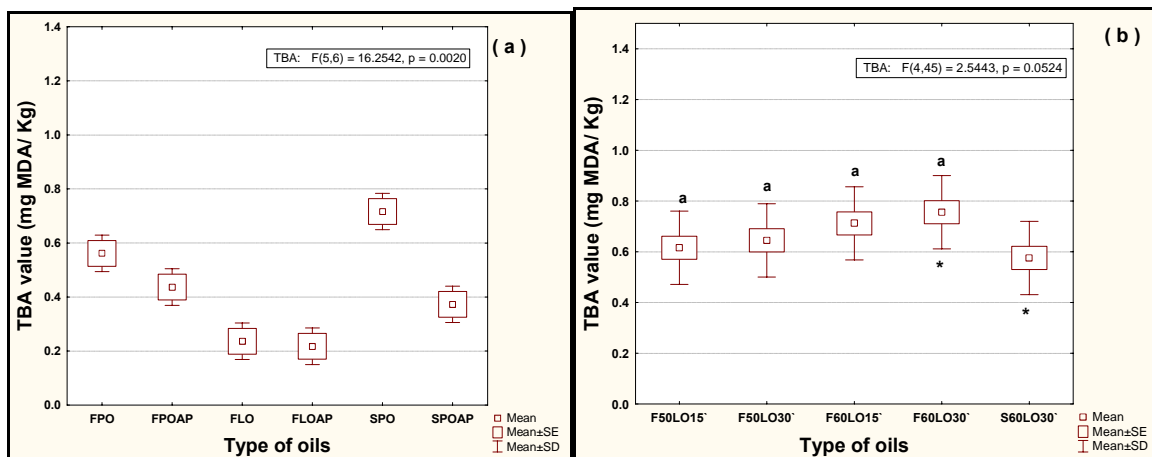 ( a )
TBA: F(5,6) = 16.2542, p = 0.0020
TBA value (mg MDA/ Kg)
1.4
1.2
1.0
0.8
0.6
0.4
0.2
0.0
FPO FPOAP FLO FLOAP SPO SPOAP
Type of oils
Mean
Mean±SE
Mean±SD
( b )
TBA: F(4,45) = 2.5443, p = 0.0524
TBA value (mg MDA/ Kg)
1.4
1.2
1.0
0.8
0.6
0.4
0.2
0.0
a a a a
* *
F50LO15` F50LO30` F60LO15` F60LO30` S60LO30`
Type of oils
Mean
Mean±SE
Mean±SD